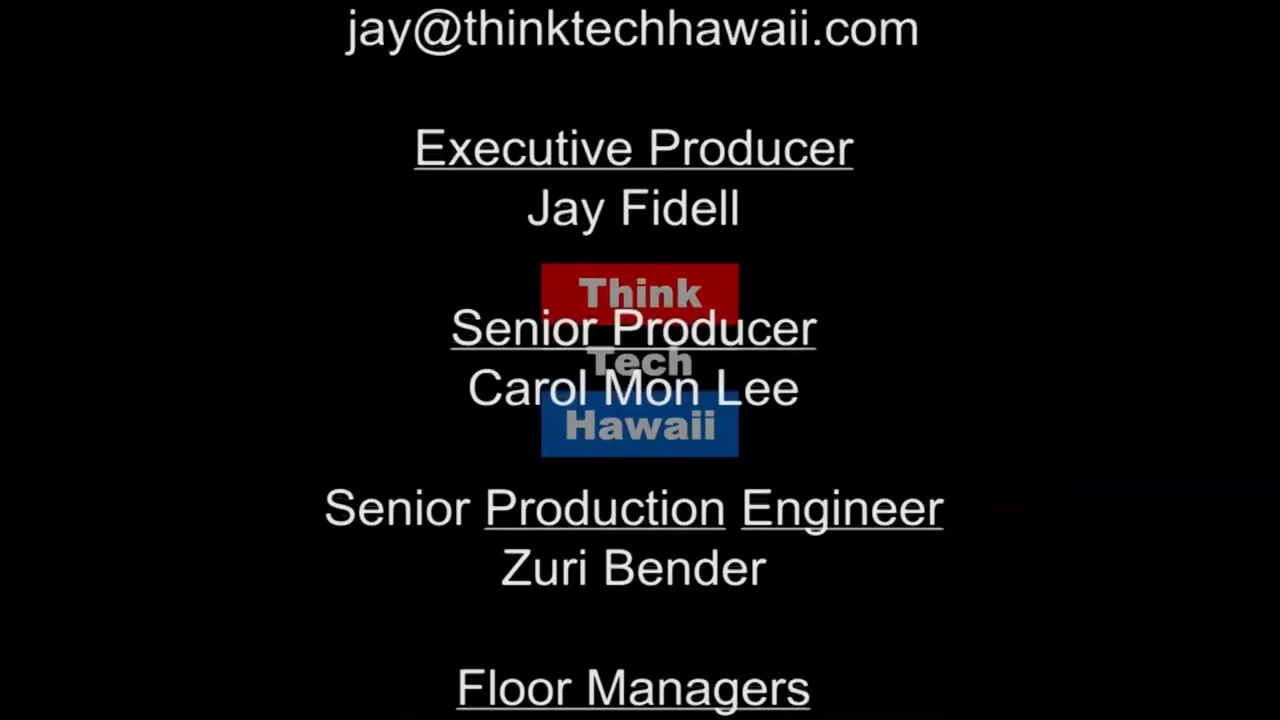 jay@thinktechhawaii.com
Executive Producer
Jay Fidell
Think
Senior Producer
Tech
Carol Mon Lee
Hawaii
Senior Production Engineer
Zuri Bender
Floor Managers